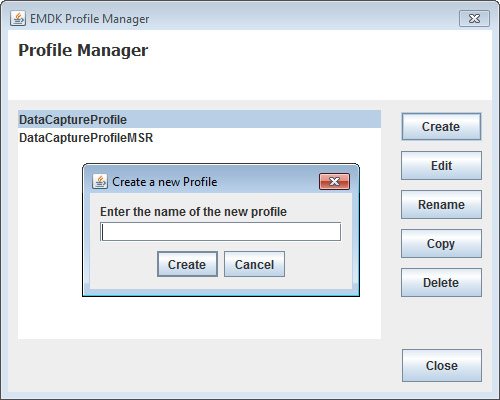 EMDK Profile Manager
Profile Manager
DataCaptureProfile
DataCaptureProfileMSR
Create a new Profile
Enter the name of the new profile
Create
Cancel
Create
Edit
Rename
Copy
Delete
Close